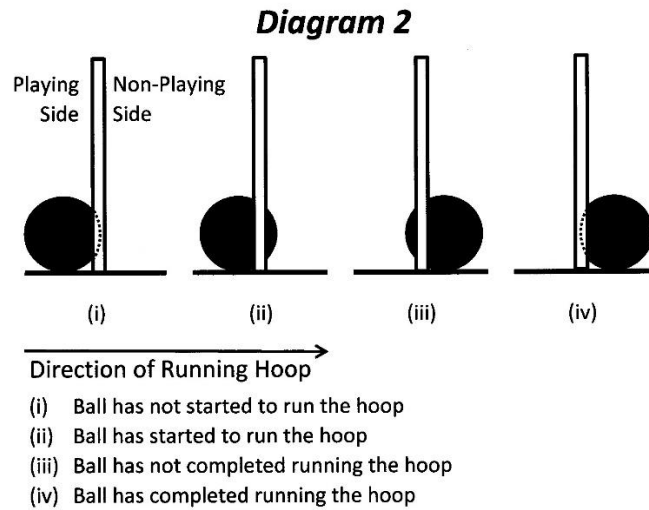 Diagram 2
Playing Non-Playing
Side Side
(i) (ii) (iii) (iv)
Direction of Running Hoop
(i) Ball has not started to run the hoop
(ii) Ball has started to run the hoop
(iii) Ball has not completed running the hoop
(iv) Ball has completed running the hoop